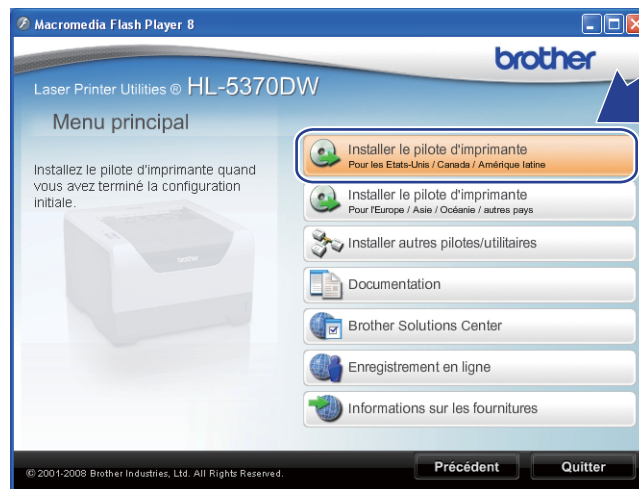 Macromedia Flash Player 8
brother
Laser Printer Utilities ® HL-5370DW
Menu principal
Installez le pilote d'imprimante quand
vous avez terminé la configuration
initiale.
Installer le pilote d'imprimante
Pour les Etats-Unis / Canada / Amérique latine
Installer le pilote d'imprimante
Pour l'Europe / Asie / Océanie / autres pays
Installer autres pilotes/utilitaires
Documentation
Brother Solutions Center
Enregistrement en ligne
Informations sur les fournitures
© 2001-2008 Brother Industries, Ltd. All Rights Reserved.
Précédent
Quitter